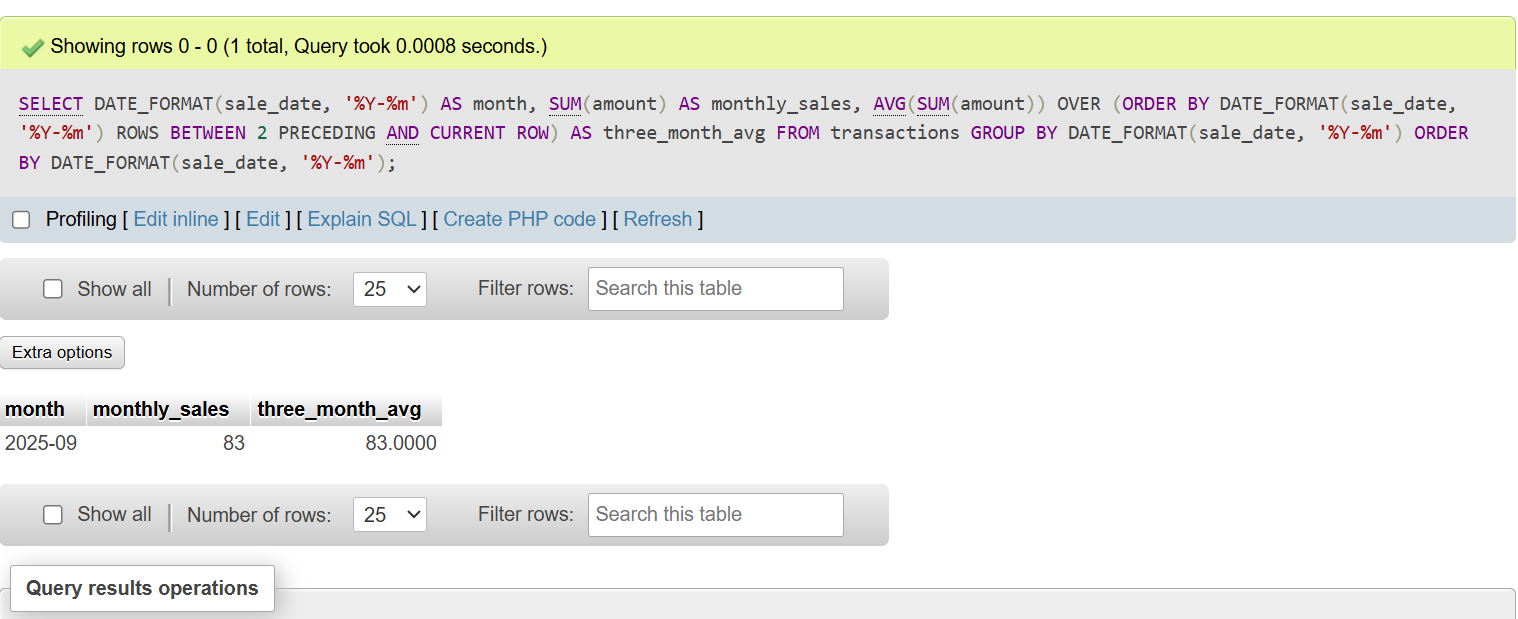 Showing rows 0 - 0 (1 total, Query took 0.0008 seconds.)
SELECT DATE_FORMAT(sale_date, '%Y-%m') AS month, SUM(amount) AS monthly_sales, AVG(SUM(amount)) OVER (ORDER BY DATE_FORMAT(sale_date,
'%Y-%m') ROWS BETWEEN 2 PRECEDING AND CURRENT ROW) AS three_month_avg FROM transactions GROUP BY DATE_FORMAT(sale_date, '%Y-%m') ORDER
BY DATE_FORMAT(sale_date, '%Y-%m');
Profiling [ Edit inline ] [ Edit ] [ Explain SQL ] [ Create PHP code ] [ Refresh ]
Show all | Number of rows: 25 Filter rows: Search this table
Extra options
month monthly_sales three_month_avg
2025-09 83 83.0000
Show all | Number of rows: 25 Filter rows: Search this table
Query results operations